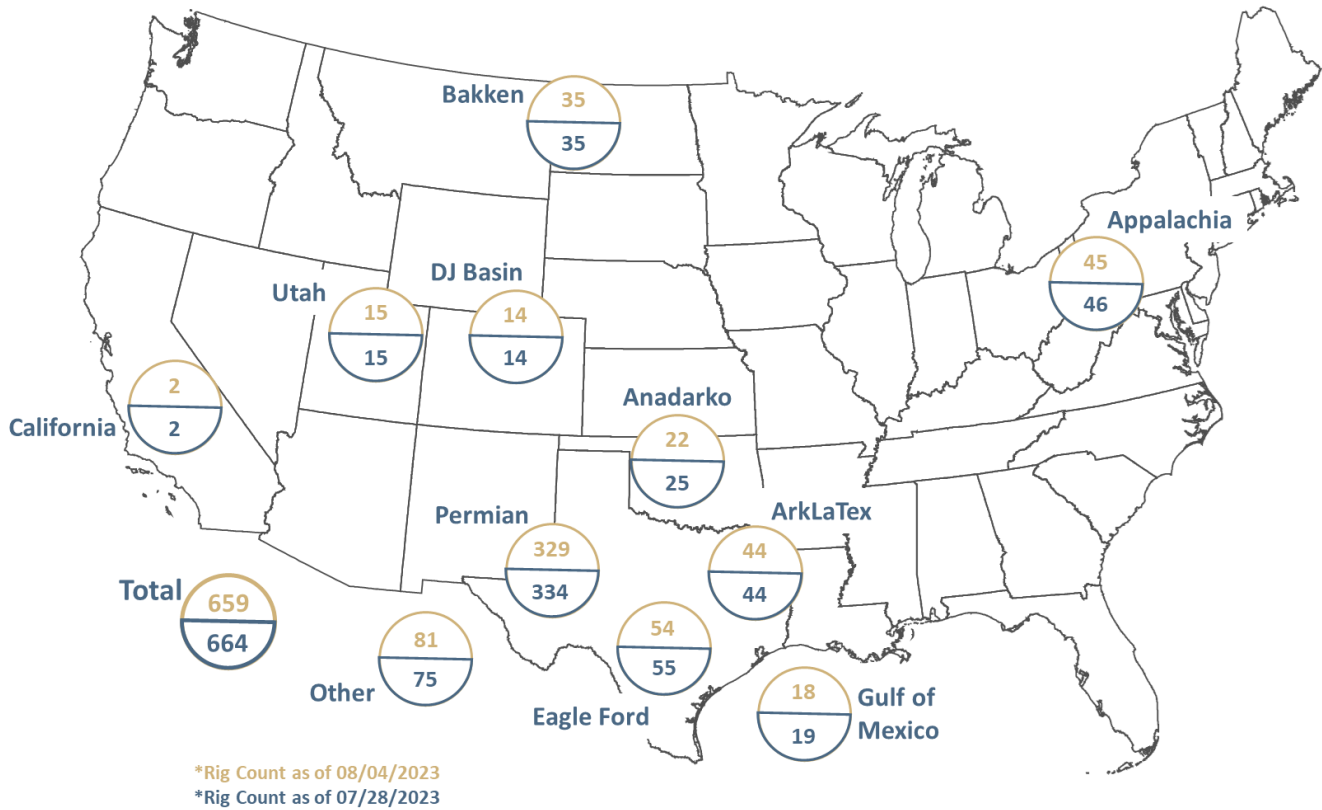 Bakken
35
35
Appalachia
45
46
DJ Basin
14
14
Utah
15
15
California
2
2
Anadarko
22
25
Permian
329
334
ArkLaTex
44
44
Total
659
664
Other
81
75
Eagle Ford
54
55
Gulf of
Mexico
18
19
*Rig Count as of 08/04/2023
*Rig Count as of 07/28/2023